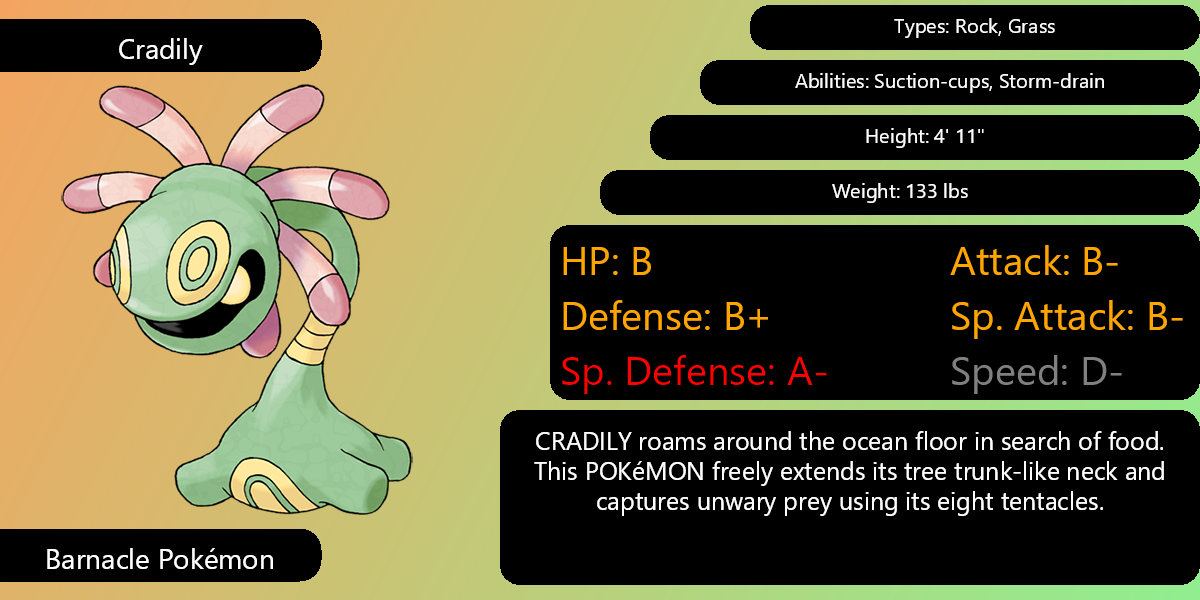 Cradily
Types: Rock, Grass
Abilities: Suction-cups, Storm-drain
Height: 4' 11"
Weight: 133 lbs
HP: B
Attack: B-
Defense: B+
Sp. Attack: B-
Sp. Defense: A-
Speed: D-
CRADILY roams around the ocean floor in search of food.
This POKéMON freely extends its tree trunk-like neck and
captures unwary prey using its eight tentacles.
Barnacle Pokémon